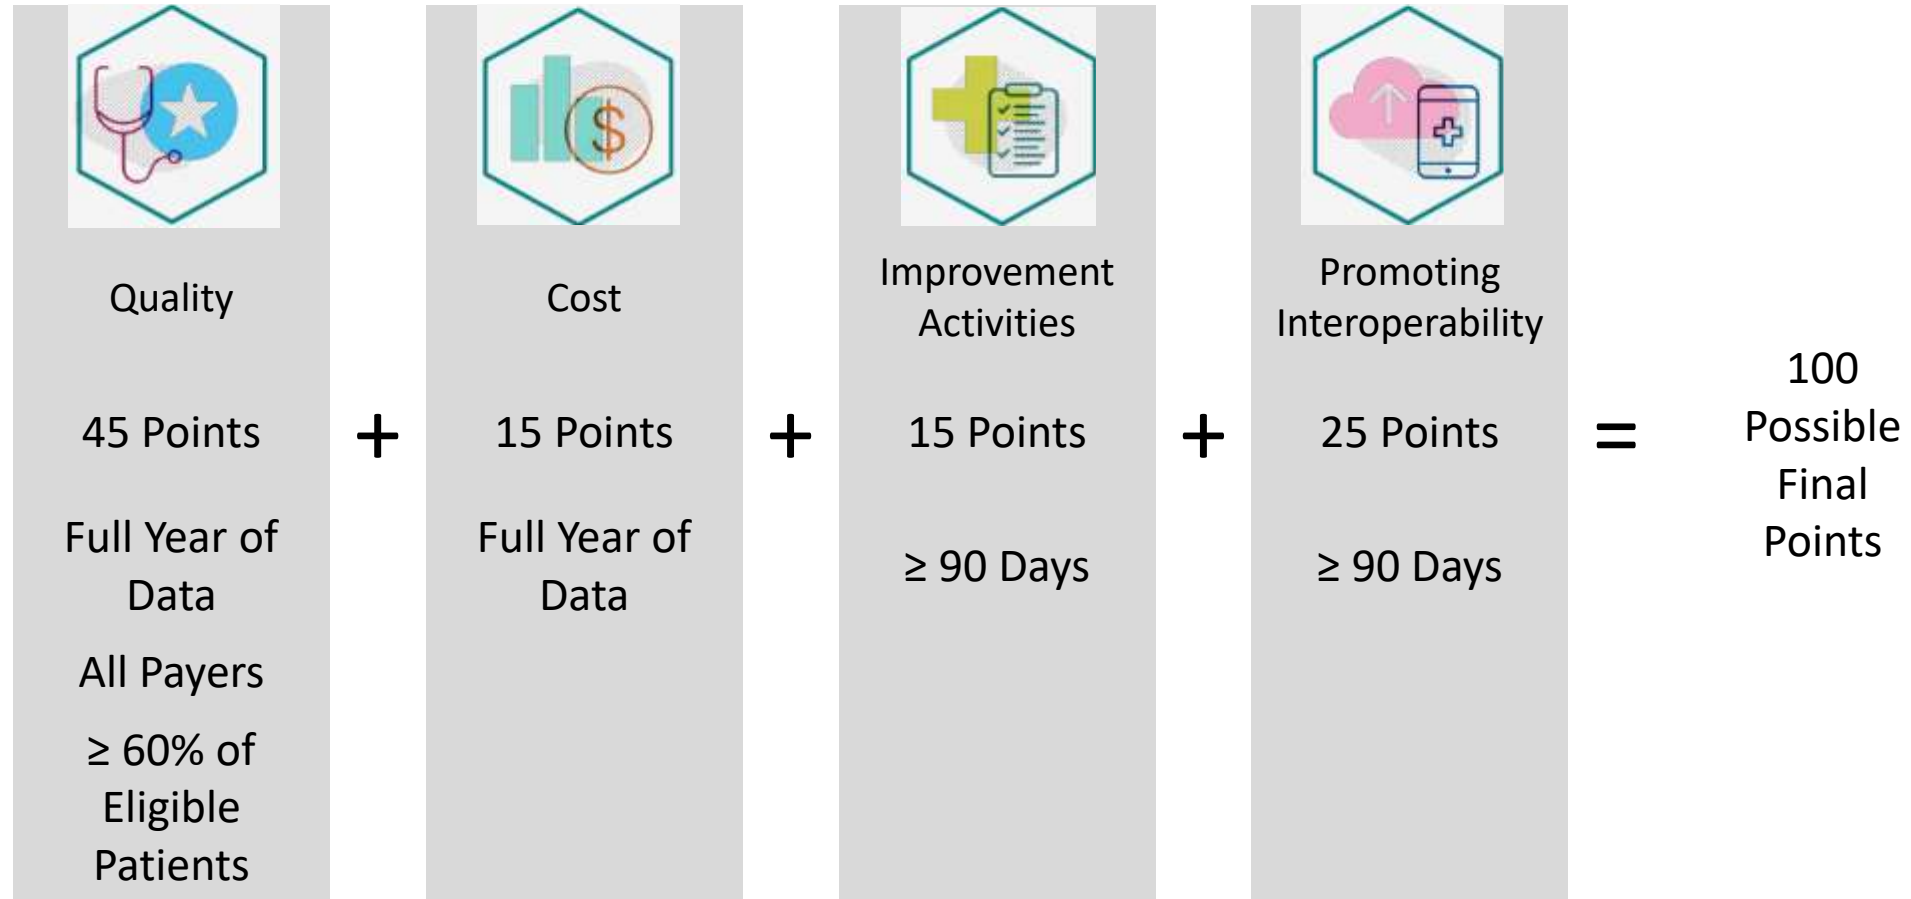 Quality
45 Points
Full Year of
Data
All Payers
≥ 60% of
Eligible
Patients
+
Cost
15 Points
Full Year of
Data
+
Improvement
Activities
15 Points
≥ 90 Days
+
Promoting
Interoperability
25 Points
≥ 90 Days
=
100
Possible
Final
Points
$